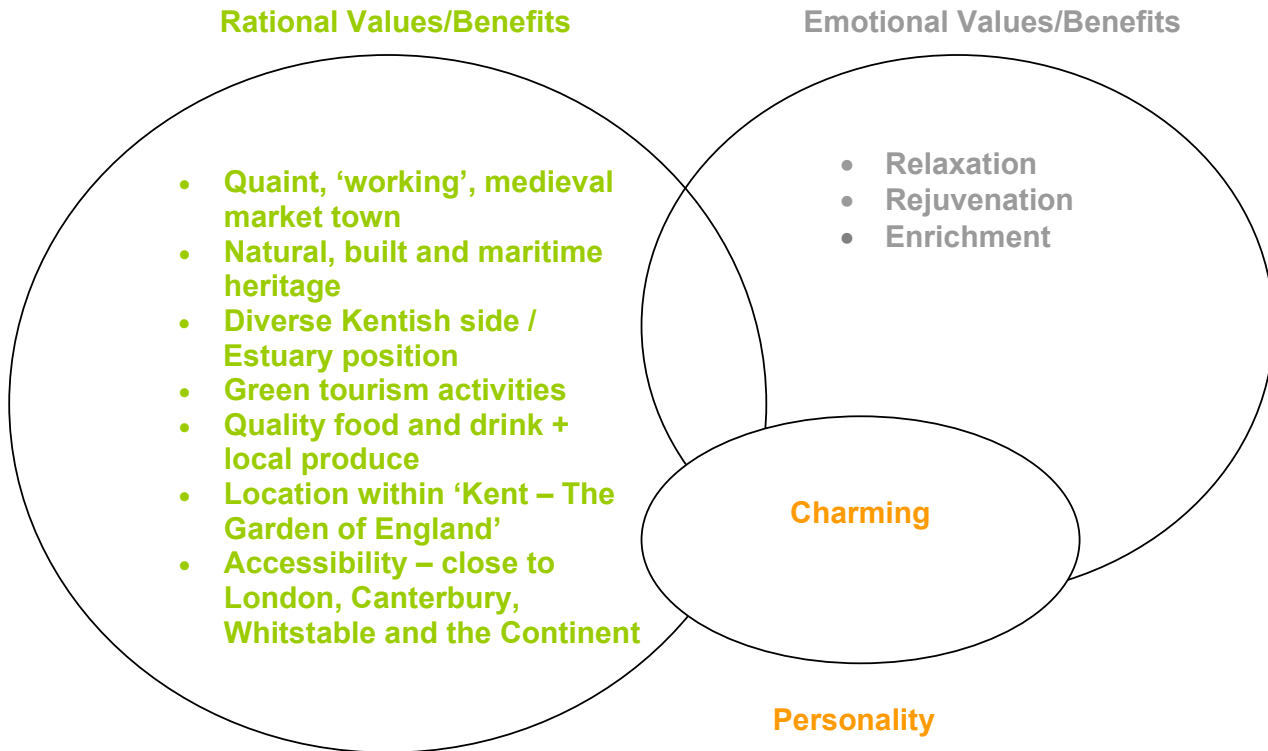 Rational Values/Benefits
Emotional Values/Benefits
• Quaint, ‘working’, medieval
market town
• Natural, built and maritime
heritage
• Diverse Kentish side /
Estuary position
• Green tourism activities
• Quality food and drink +
local produce
• Location within ‘Kent – The
Garden of England’
• Accessibility – close to
London, Canterbury,
Whitstable and the Continent
• Relaxation
• Rejuvenation
• Enrichment
Charming
Personality